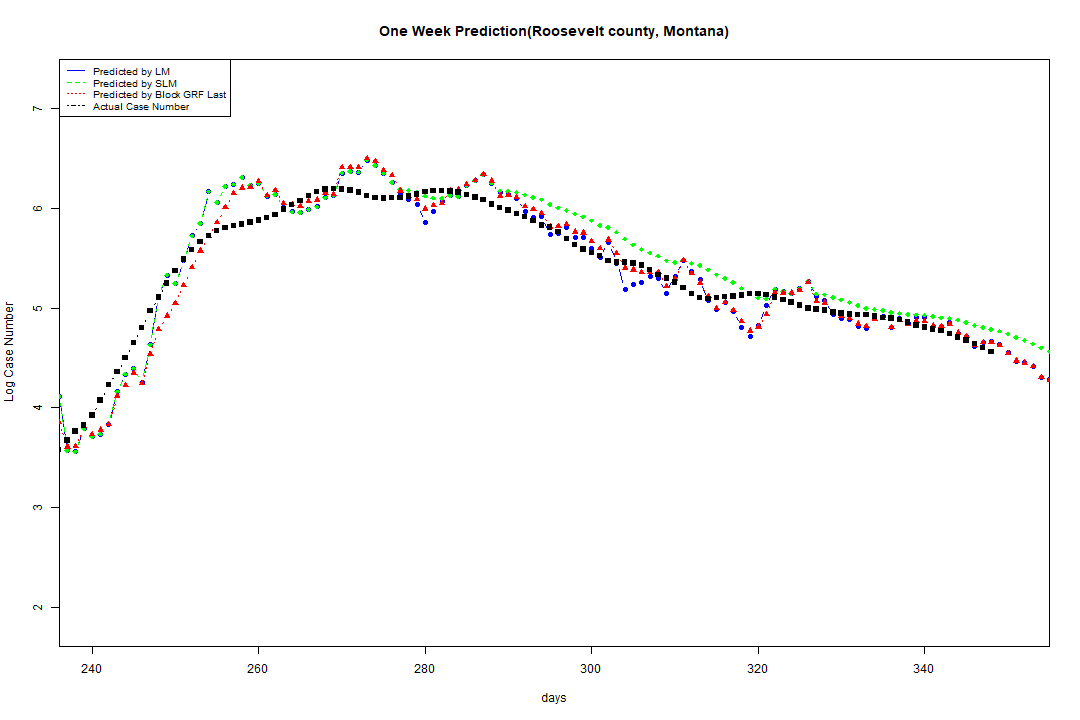 One Week Prediction(Roosevelt county, Montana)
Predicted by LM
Predicted by SLM
Predicted by Block GRF Last
Actual Case Number
7
6
5
4
3
2
Log Case Number
240 260 280 300 320 340
days